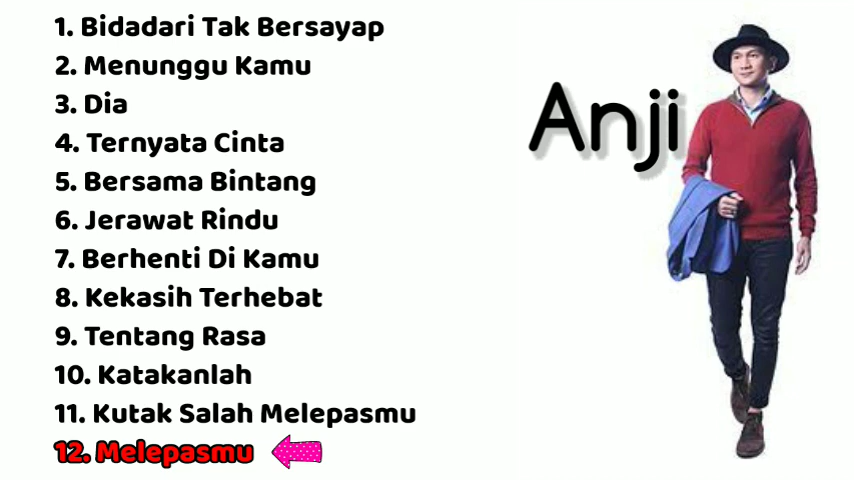 1. Bidadari Tak Bersayap
2. Menunggu Kamu
3. Dia
4. Ternyata Cinta
5. Bersama Bintang
6. Jerawat Rindu
7. Berhenti Di Kamu
8. Kekasih Terhebat
9. Tentang Rasa
10. Katakanlah
11. Kutak Salah Melepasmu
12. Melepasmu
Anji